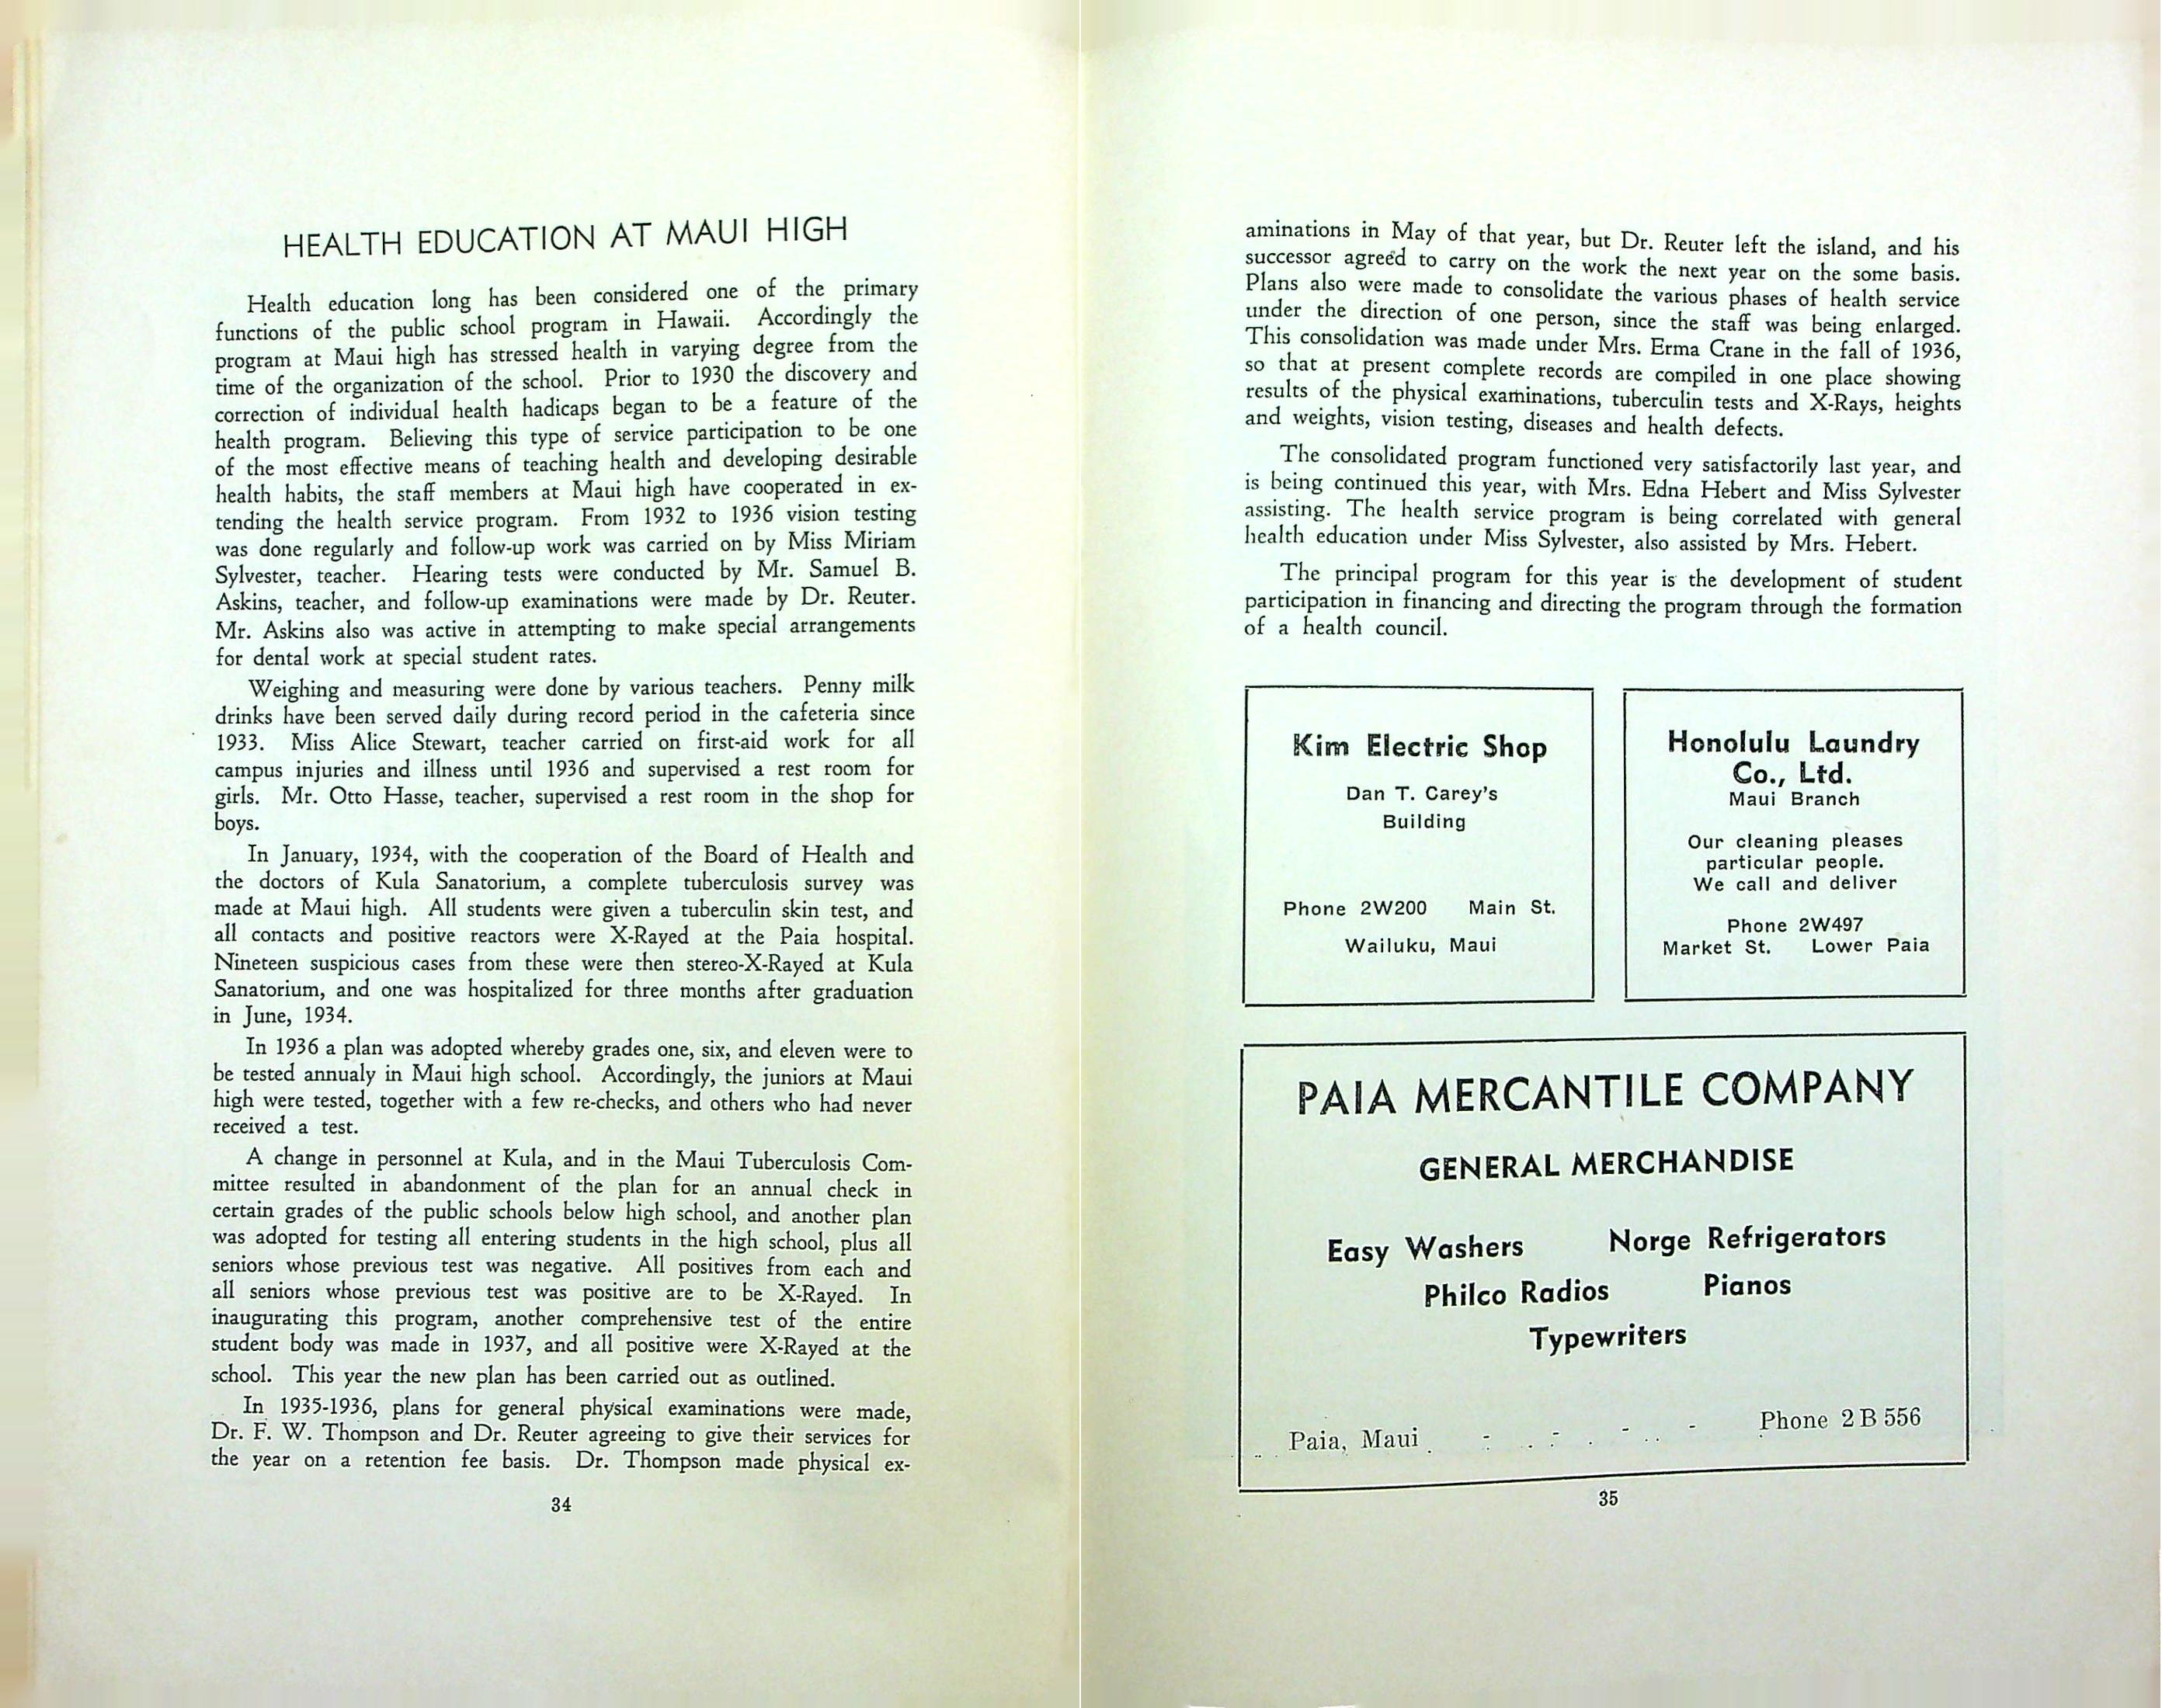 HEALTH EDUCATION AT MAUI HIGH
Health education long has been considered one of the primary
functions of the public school program in Hawaii. Accordingly the
program at Maui high has stressed health in varying degree from the
time of the organization of the school. Prior to 1930 the discovery and
correction of individual health hadicaps began to be a feature of the
health program. Believing this type of service participation to be one
of the most effective means of teaching health and developing desirable
health habits, the staff members at Maui high have cooperated in ex-
tending the health service program. From 1932 to 1936 vision testing
was done regularly and follow-up work was carried on by Miss Miriam
Sylvester, teacher. Hearing tests were conducted by Mr. Samuel B.
Askins, teacher, and follow-up examinations were made by Dr. Reuter.
Mr. Askins also was active in attempting to make special arrangements
for dental work at special student rates.
Weighing and measuring were done by various teachers. Penny milk
drinks have been served daily during record period in the cafeteria since
1933. Miss Alice Stewart, teacher carried on first-aid work for all
campus injuries and illness until 1936 and supervised a rest room for
girls. Mr. Otto Hasse, teacher, supervised a rest room in the shop for
boys.
In January, 1934, with the cooperation of the Board of Health and
the doctors of Kula Sanatorium, a complete tuberculosis survey was
made at Maui high. All students were given a tuberculin skin test, and
all contacts and positive reactors were X-Rayed at the Paia hospital.
Nineteen suspicious cases from these were then stereo-X-Rayed at Kula
Sanatorium, and one was hospitalized for three months after graduation
in June, 1934.
In 1936 a plan was adopted whereby grades one, six, and eleven were to
be tested annualy in Maui high school. Accordingly, the juniors at Maui
high were tested, together with a few re-checks, and others who had never
received a test.
A change in personnel at Kula, and in the Maui Tuberculosis Com-
mittee resulted in abandonment of the plan for an annual check in
certain grades of the public schools below high school, and another plan
was adopted for testing all entering students in the high school, plus all
seniors whose previous test was negative. All positives from each and
all seniors whose previous test was positive are to be X-Rayed. In
inaugurating this program, another comprehensive test of the entire
student body was made in 1937, and all positive were X-Rayed at the
school. This year the new plan has been carried out as outlined.
In 1935-1936, plans for general physical examinations were made,
Dr. F. W. Thompson and Dr. Reuter agreeing to give their services for
the year on a retention fee basis. Dr. Thompson made physical ex-
34
aminations in May of that year, but Dr. Reuter left the island, and his
successor agreed to carry on the work the next year on the some basis.
Plans also were made to consolidate the various phases of health service
under the direction of one person, since the staff was being enlarged.
This consolidation was made under Mrs. Erma Crane in the fall of 1936,
so that at present complete records are compiled in one place showing
results of the physical examinations, tuberculin tests and X-Rays, heights
and weights, vision testing, diseases and health defects.
The consolidated program functioned very satisfactorily last year, and
is being continued this year, with Mrs. Edna Hebert and Miss Sylvester
assisting. The health service program is being correlated with general
health education under Miss Sylvester, also assisted by Mrs. Hebert.
The principal program for this year is the development of student
participation in financing and directing the program through the formation
of a health council.
Kim Electric Shop
Dan T. Carey's
Building
Phone 2W200 Main St.
Wailuku, Maui
Honolulu Laundry
Co., Ltd.
Maui Branch
Our cleaning pleases
particular people.
We call and deliver
Phone 2W497
Market St. Lower Paia
PAIA MERCANTILE COMPANY
GENERAL MERCHANDISE
Easy Washers Norge Refrigerators
Philco Radios Pianos
Typewriters
Paia, Maui - - - - Phone 2 B 556
35